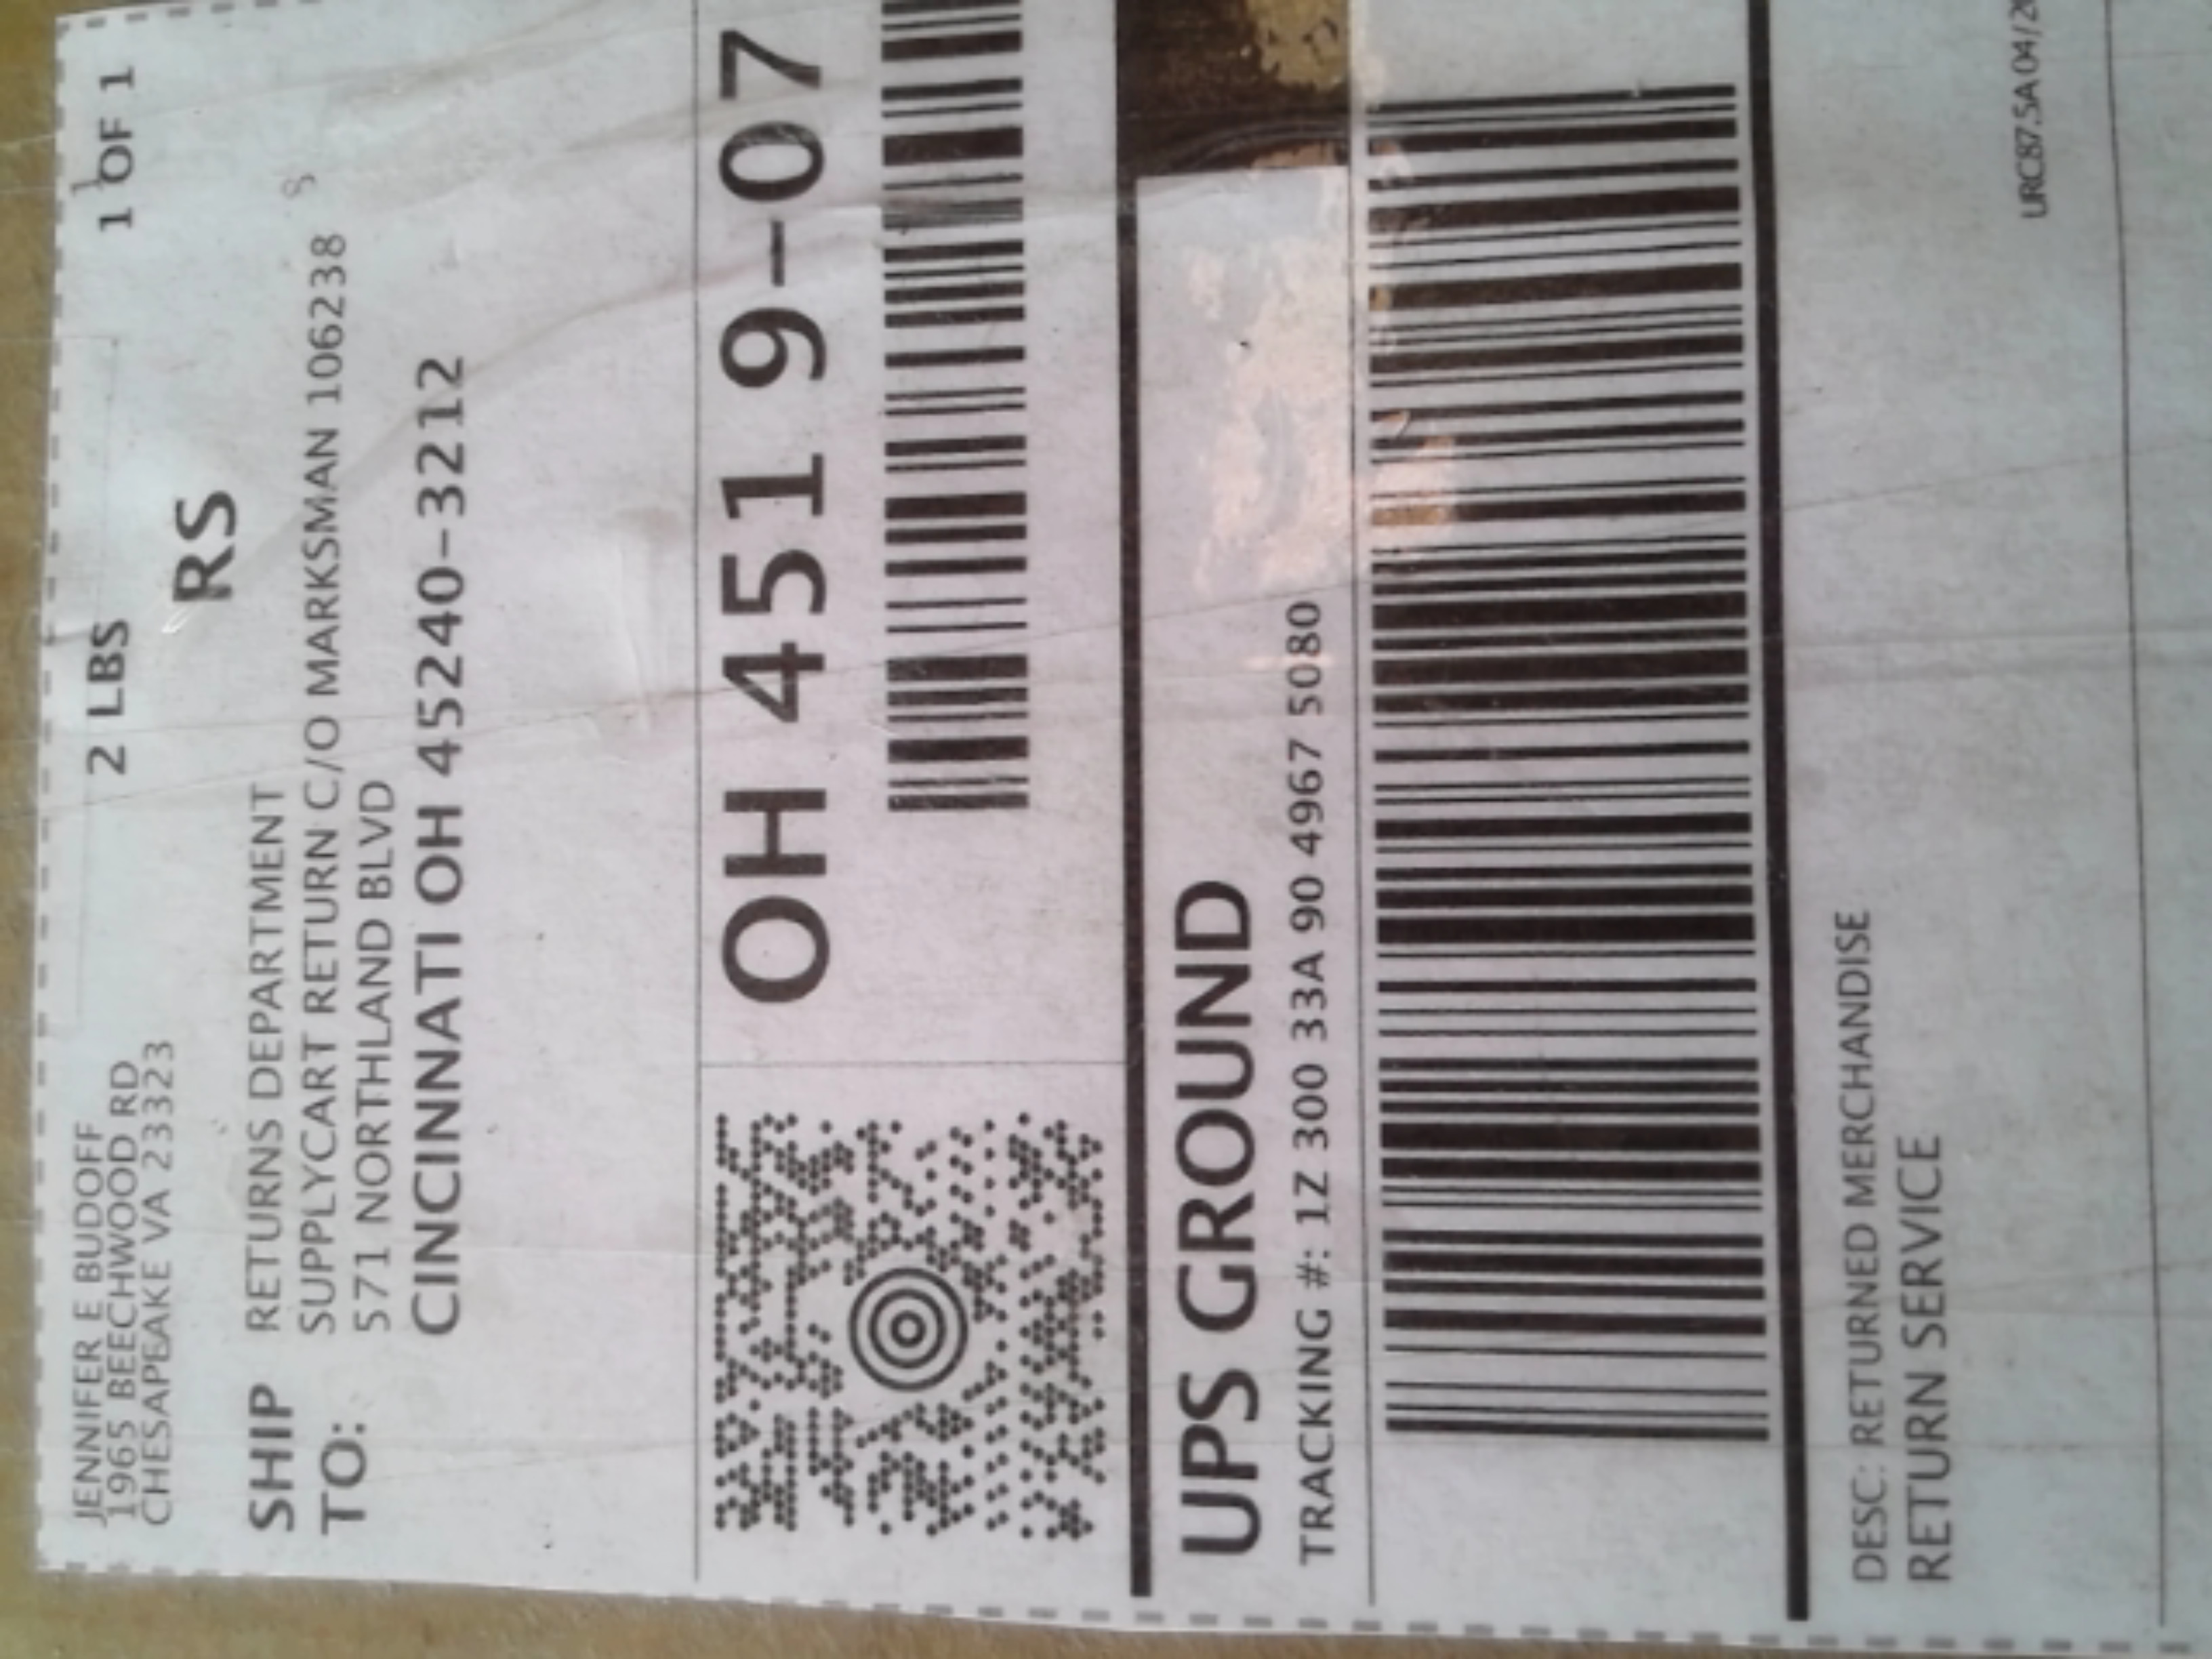 JENNIFER E BUDOFF
1965 BEECHWOOD RD
CHESAPEAKE VA 233323
2 LBS
1 OF 1
RS
SHIP TO:
RETURNS DEPARTMENT
SUPPLYCART RETURN C/O MARKSMAN 106238
571 NORTHLAND BLVD
CINCINNATI OH 45240-3212
OH 451 9-07
UPS GROUND
TRACKING #: 1Z 300 33A 90 4967 5080
DESC: RETURNED MERCHANDISE
RETURN SERVICE